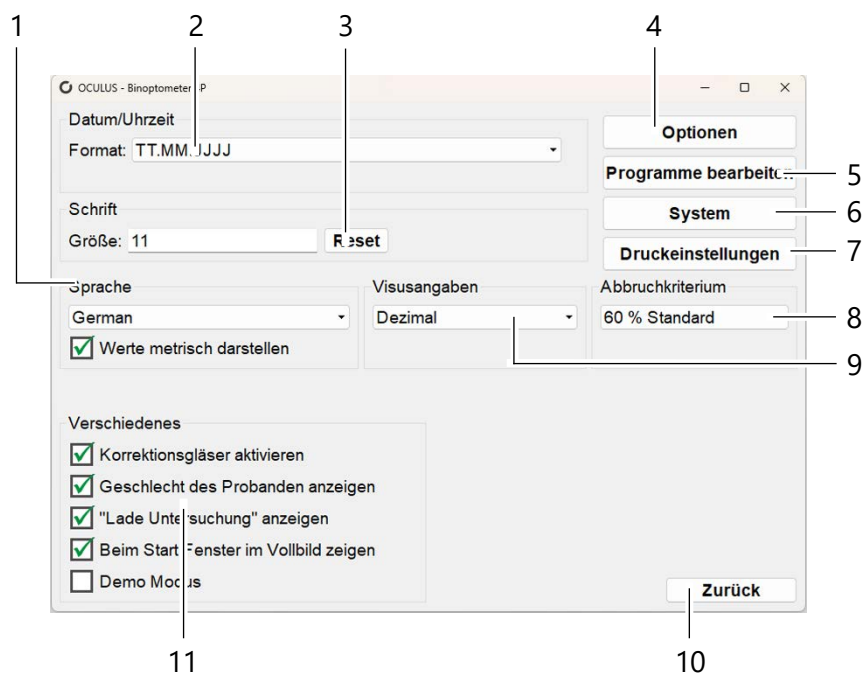 1 2 3 4
OCULUS - Binoptometer 4P
Datum/Uhrzeit
Format: TT.MM.JJJJ
Optionen
Programme bearbeiten 5
Schrift
System 6
Größe: 11 Reset
Druckeinstellungen 7
Sprache Visusangaben Abbruchkriterium
German Dezimal 60 % Standard 8
Werte metrisch darstellen
9
Verschiedenes
Korrektionsgläser aktivieren
Geschlecht des Probanden anzeigen
"Lade Untersuchung" anzeigen
Beim Start Fenster im Vollbild zeigen
Demo Modus
Zurück
11 10